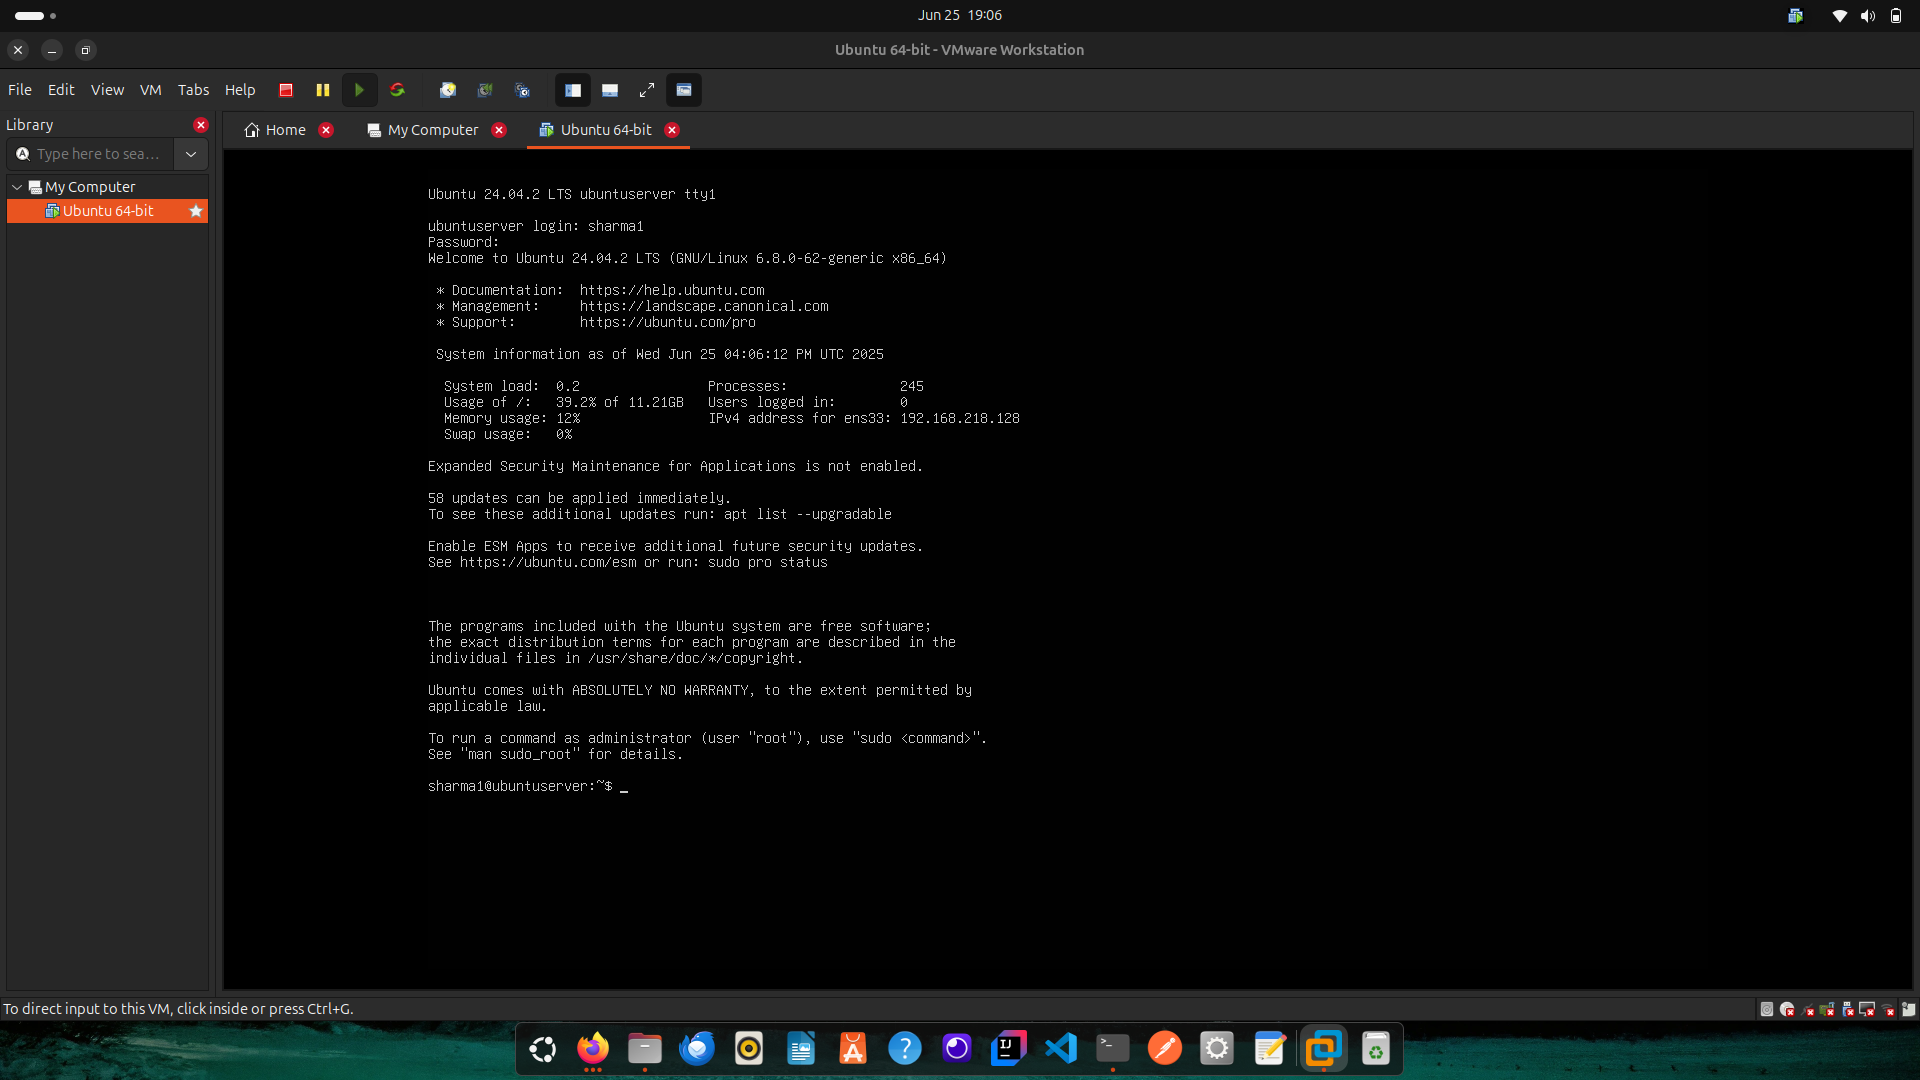 Jun 25 19:06
Ubuntu 64-bit - VMware Workstation
File Edit View VM Tabs Help
Library
Type here to sea...
My Computer
Ubuntu 64-bit
Home My Computer Ubuntu 64-bit
Ubuntu 24.04.2 LTS ubuntuserver tty1
ubuntuserver login: sharma1
Password:
Welcome to Ubuntu 24.04.2 LTS (GNU/Linux 6.8.0-62-generic x86_64)
* Documentation: https://help.ubuntu.com
* Management: https://landscape.canonical.com
* Support: https://ubuntu.com/pro
System information as of Wed Jun 25 04:06:12 PM UTC 2025
System load: 0.2 Processes: 245
Usage of /: 39.2% of 11.21GB Users logged in: 0
Memory usage: 12% IPv4 address for ens33: 192.168.218.128
Swap usage: 0%
Expanded Security Maintenance for Applications is not enabled.
58 updates can be applied immediately.
To see these additional updates run: apt list --upgradable
Enable ESM Apps to receive additional future security updates.
See https://ubuntu.com/esm or run: sudo pro status
The programs included with the Ubuntu system are free software;
the exact distribution terms for each program are described in the
individual files in /usr/share/doc/*/copyright.
Ubuntu comes with ABSOLUTELY NO WARRANTY, to the extent permitted by
applicable law.
To run a command as administrator (user "root"), use "sudo <command>".
See "man sudo_root" for details.
sharma1@ubuntuserver:~$ _
To direct input to this VM, click inside or press Ctrl+G.